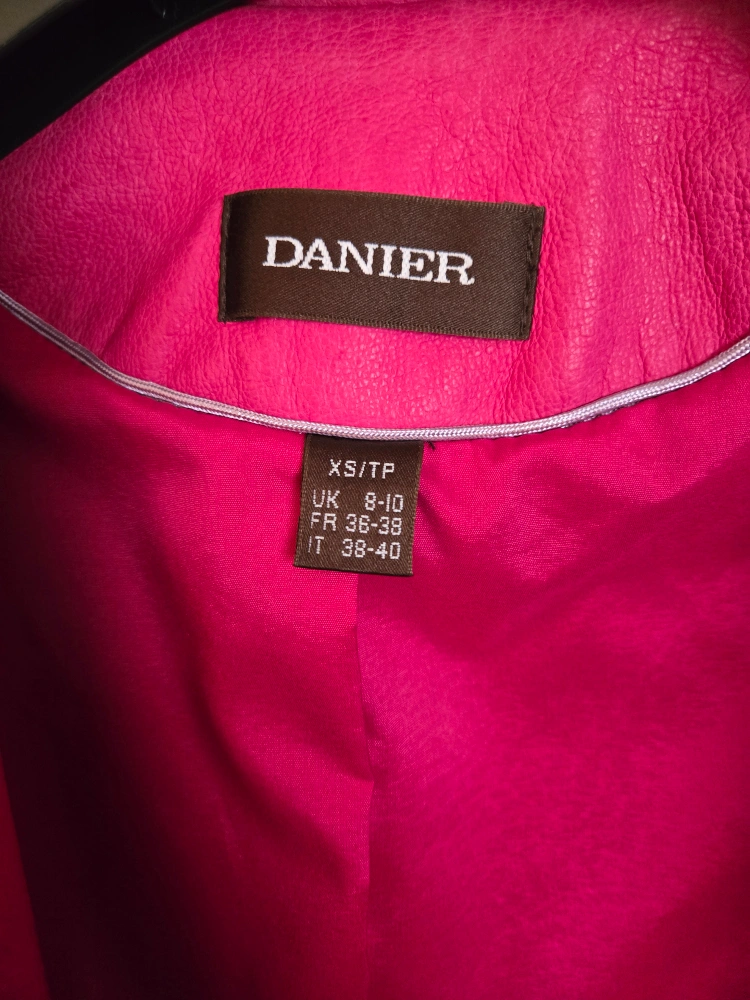 DANIER
XS/TP
UK 8-10
FR 36-38
IT 38-40